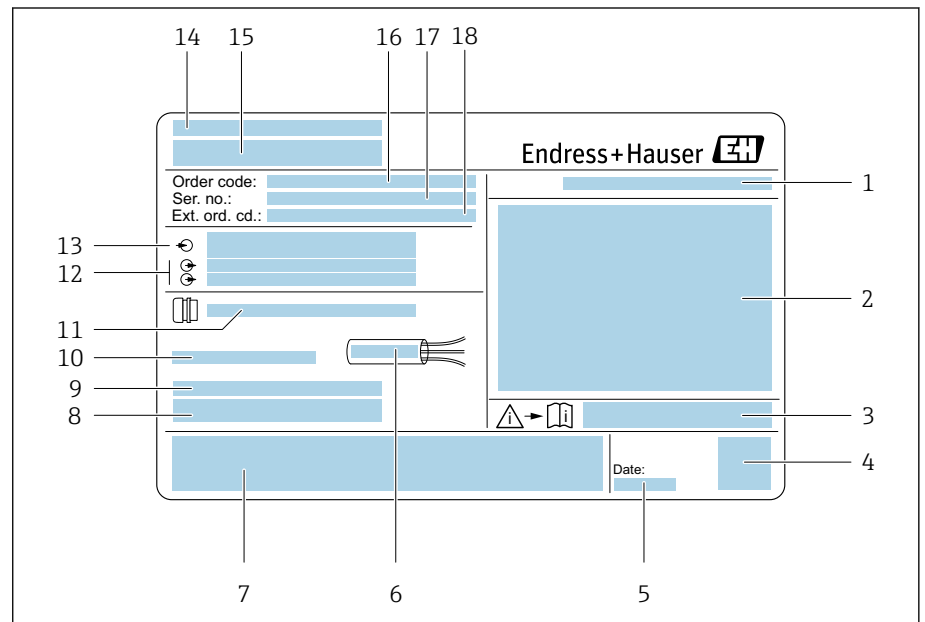 14 15 16 17 18
Endress+Hauser EH
Order code:
Ser. no.:
Ext. ord. cd.:
1
13
12
2
11
10
9
8
i i
3
4
Date:
7 6 5